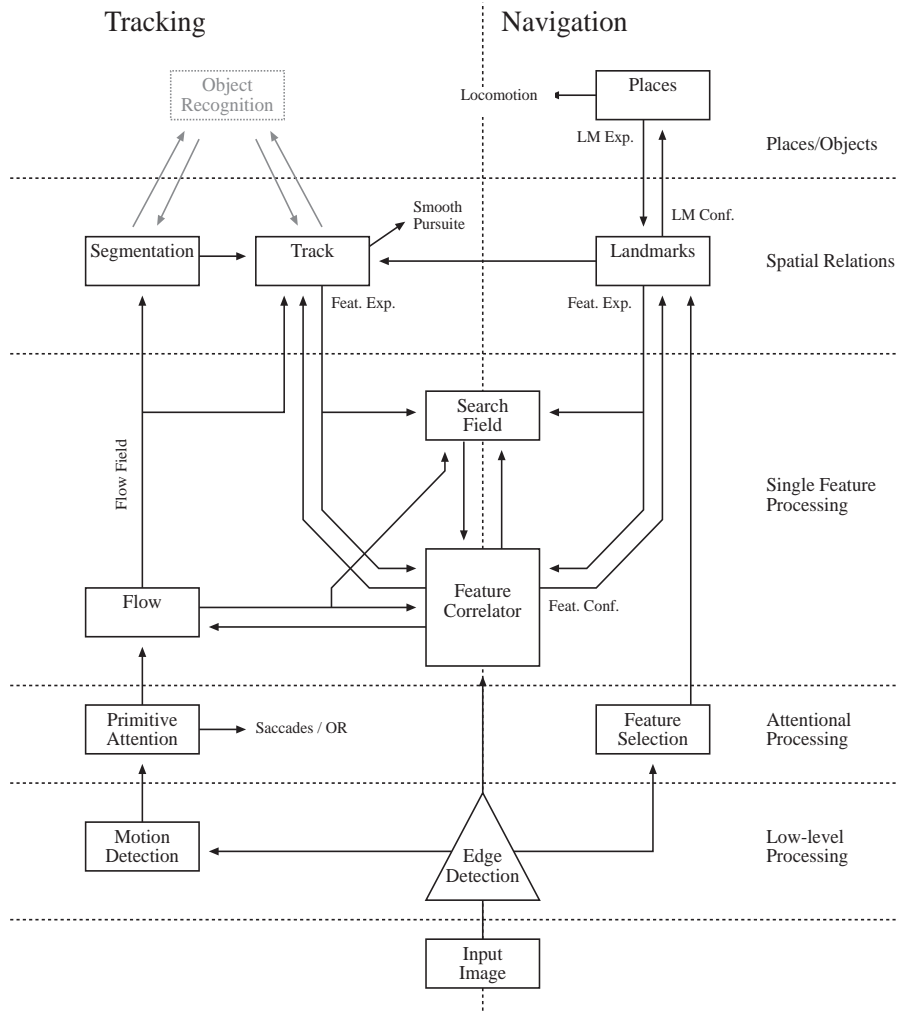 Tracking
Navigation
Object
Recognition
Locomotion
Places
LM Exp.
Places/Objects
LM Conf.
Smooth
Pursuite
Segmentation
Track
Landmarks
Spatial Relations
Feat. Exp.
Feat. Exp.
Search
Field
Flow Field
Single Feature
Processing
Flow
Feature
Correlator
Feat. Conf.
Primitive
Attention
Saccades / OR
Feature
Selection
Attentional
Processing
Motion
Detection
Edge
Detection
Low-level
Processing
Input
Image